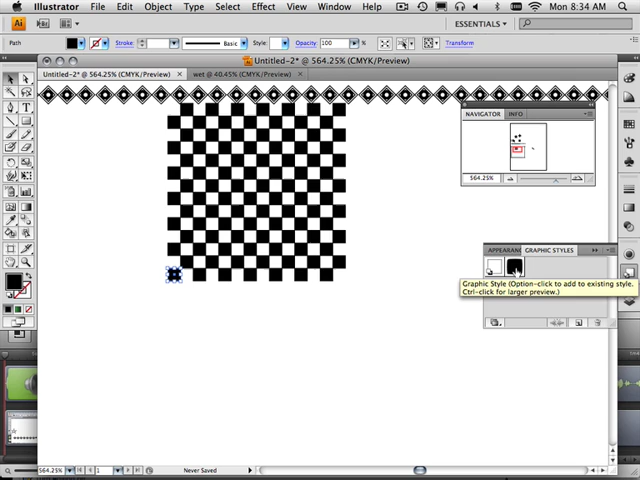 Illustrator File Edit Object Type Select Effect View Window Help Mon 8:34 AM
Ai Br ESSENTIALS
Path Stroke: Basic Style: Opacity: 100 % Transform
Untitled-2* @ 564.25% (CMYK/Preview)
Untitled-2* @ 564.25% (CMYK/Preview) × wet @ 40.45% (CMYK/Preview) ×
NAVIGATOR INFO
564.25%
APPEARANC GRAPHIC STYLES
Graphic Style (Option-click to add to existing style.
Ctrl-click for larger preview.)
564.25% 1 Never Saved